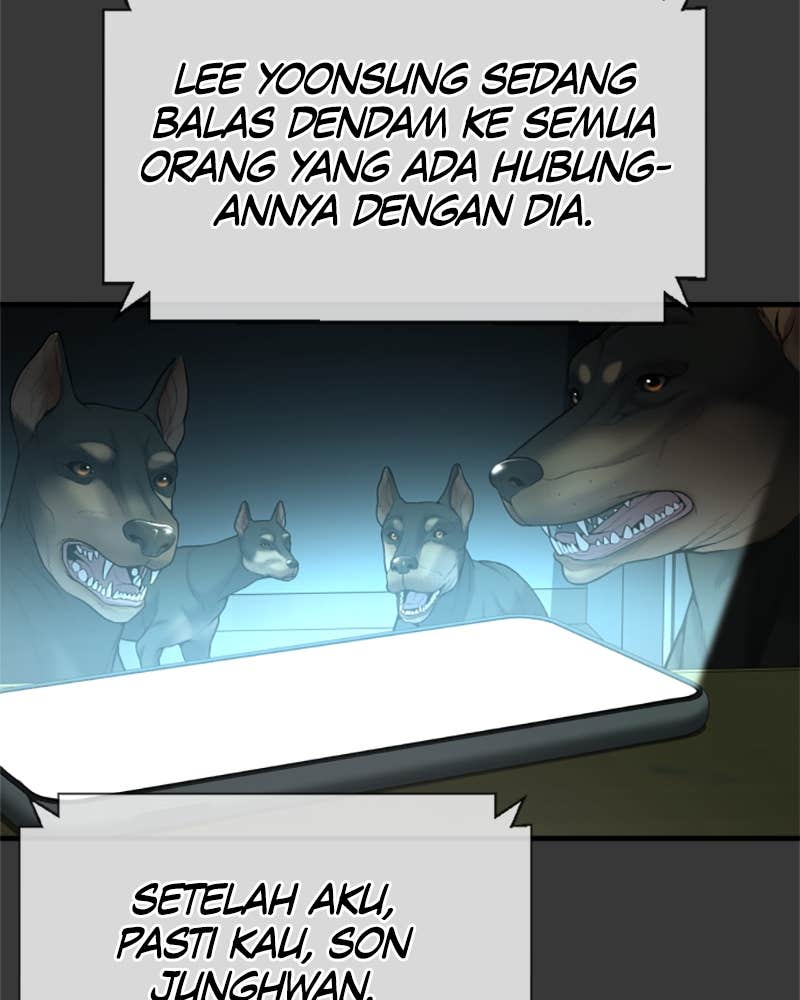 LEE YOONSUNG SEDANG
BALAS DENDAM KE SEMUA
ORANG YANG ADA HUBUNG-
ANNYA DENGAN DIA.
SETELAH AKU,
PASTI KAU, SON
JUNGHWAN.